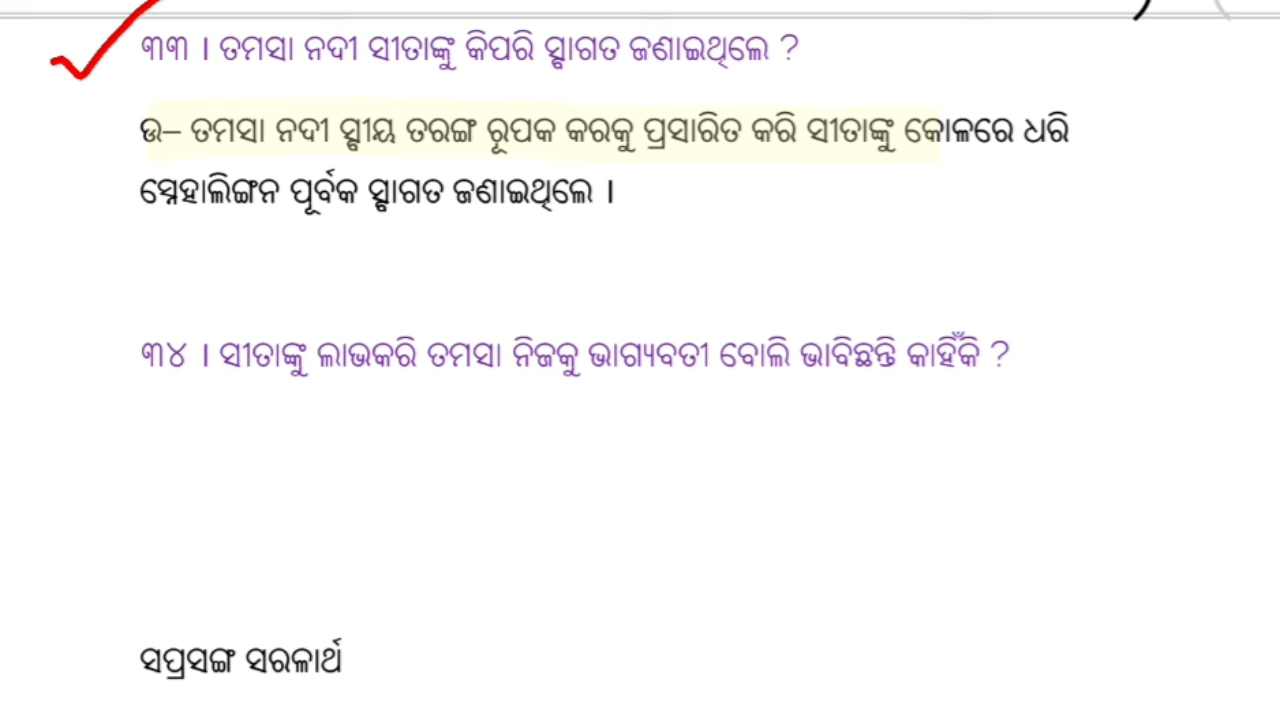 ୩୩ । ତମସା ନଦୀ ସୀତାଙ୍କୁ କିପରି ସ୍ବାଗତ ଜଣାଇଥିଲେ ?
ଉ– ତମସା ନଦୀ ସ୍ବୀୟ ତରଙ୍ଗ ରୂପକ କରକୁ ପ୍ରସାରିତ କରି ସୀତାଙ୍କୁ କୋଳରେ ଧରି
ସ୍ନେହାଲିଙ୍ଗନ ପୂର୍ବକ ସ୍ବାଗତ ଜଣାଇଥିଲେ ।
୩୪ । ସୀତାଙ୍କୁ ଲାଭକରି ତମସା ନିଜକୁ ଭାଗ୍ୟବତୀ ବୋଲି ଭାବିଛନ୍ତି କାହିଁକି ?
ସପ୍ରସଙ୍ଗ ସରଳାର୍ଥ